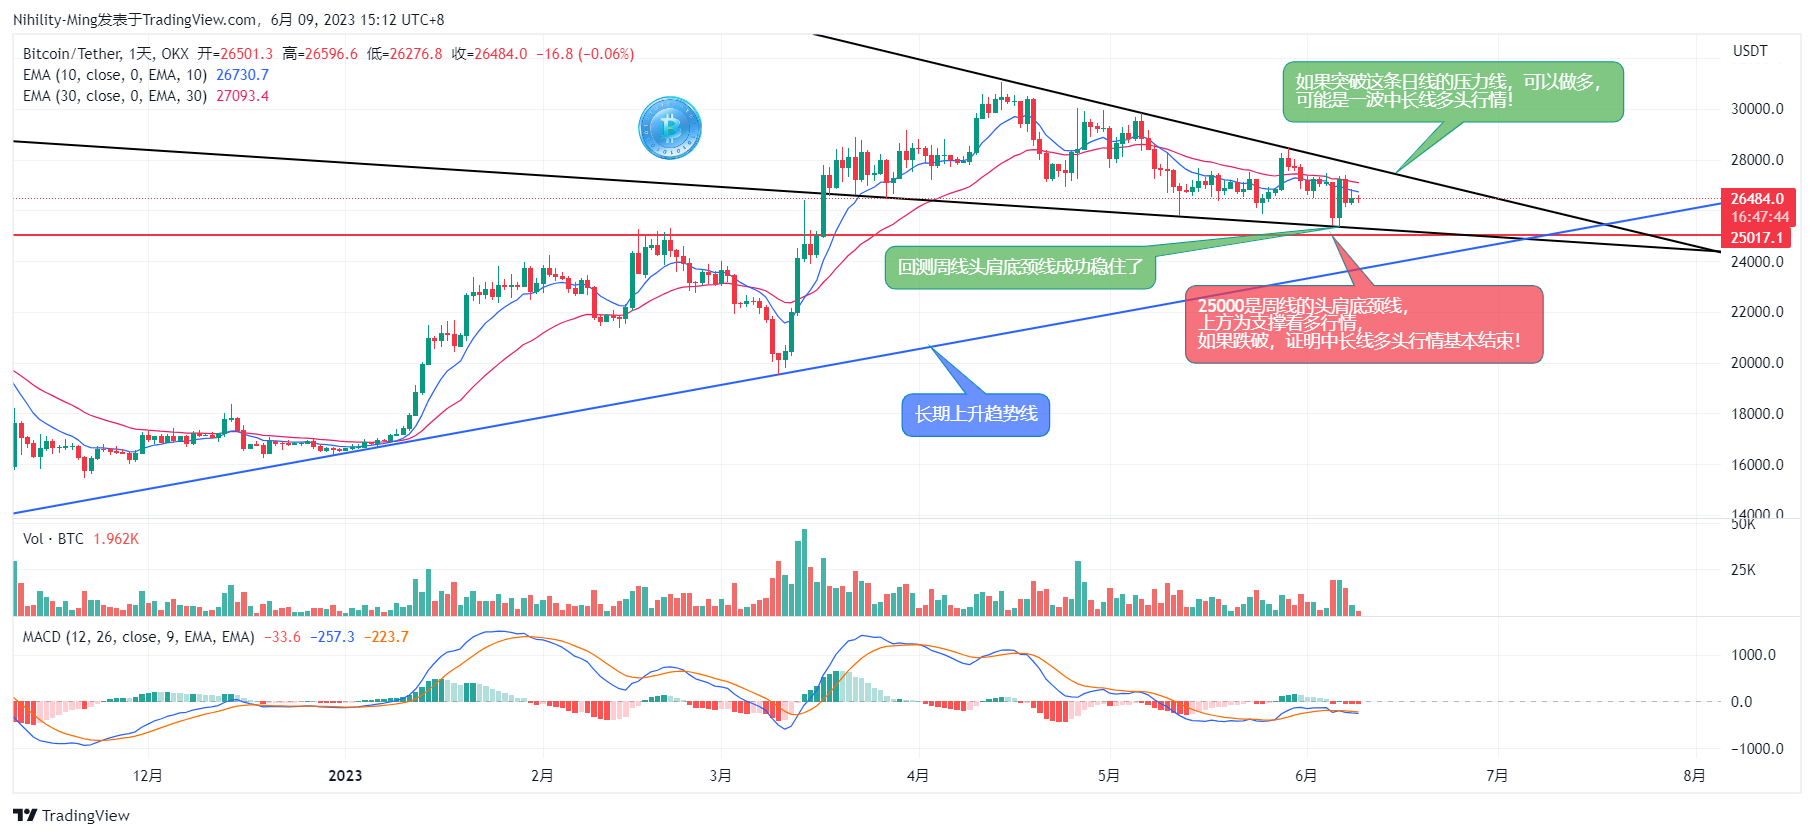 Nihility-Ming发表于TradingView.com，6月 09, 2023 15:12 UTC+8
Bitcoin/Tether, 1天, OKX 开=26501.3 高=26596.6 低=26276.8 收=26484.0 −16.8 (−0.06%)
EMA (10, close, 0, EMA, 10) 26730.7
EMA (30, close, 0, EMA, 30) 27093.4
USDT
如果突破这条日线的压力线，可以做多，
可能是一波中长线多头行情！
30000.0
28000.0
26484.0
16:47:44
25017.1
24000.0
22000.0
20000.0
18000.0
16000.0
14000.0
回测周线头肩底颈线成功稳住了
25000是周线的头肩底颈线，
上方为支撑看多行情，
如果跌破，证明中长线多头行情基本结束！
长期上升趋势线
Vol · BTC 1.962K
50K
25K
MACD (12, 26, close, 9, EMA, EMA) −33.6 −257.3 −223.7
1000.0
0.0
−1000.0
12月 2023 2月 3月 4月 5月 6月 7月 8月
TradingView